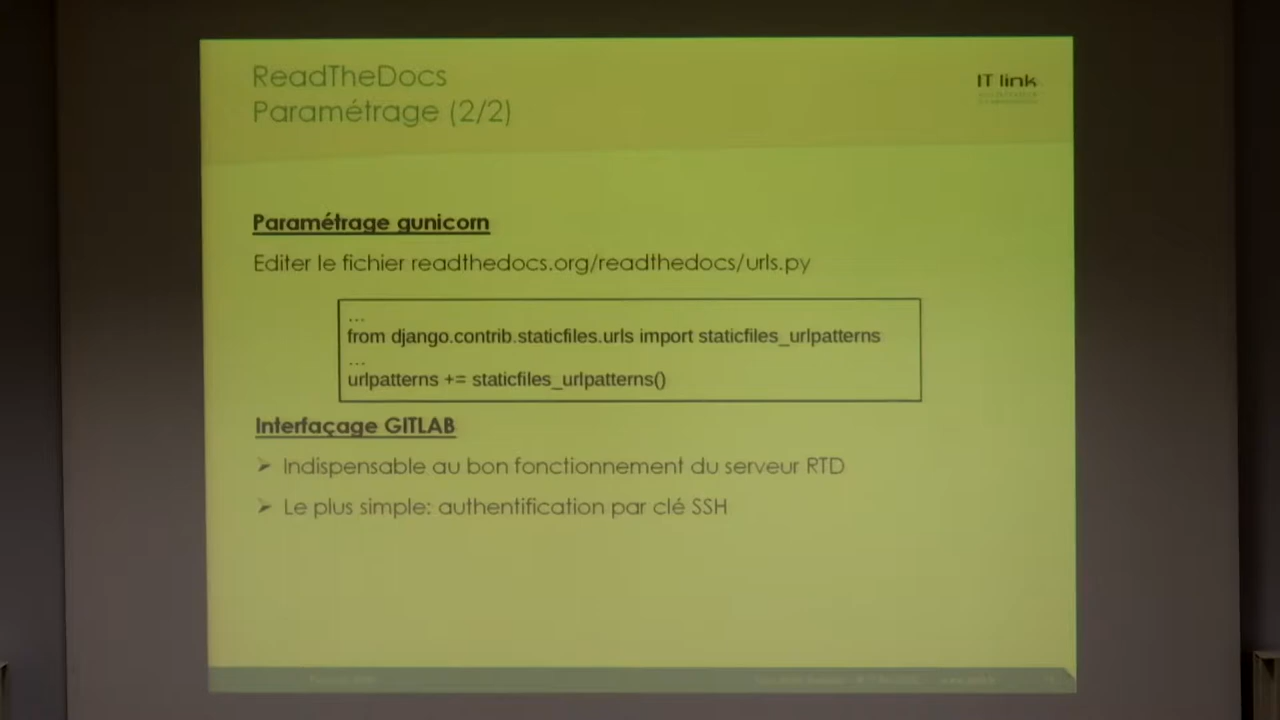 ReadTheDocs
Paramétrage (2/2)
IT link
Paramétrage gunicorn
Editer le fichier readthedocs.org/readthedocs/urls.py
...
from django.contrib.staticfiles.urls import staticfiles_urlpatterns
...
urlpatterns += staticfiles_urlpatterns()
Interfaçage GITLAB
➢ Indispensable au bon fonctionnement du serveur RTD
➢ Le plus simple: authentification par clé SSH